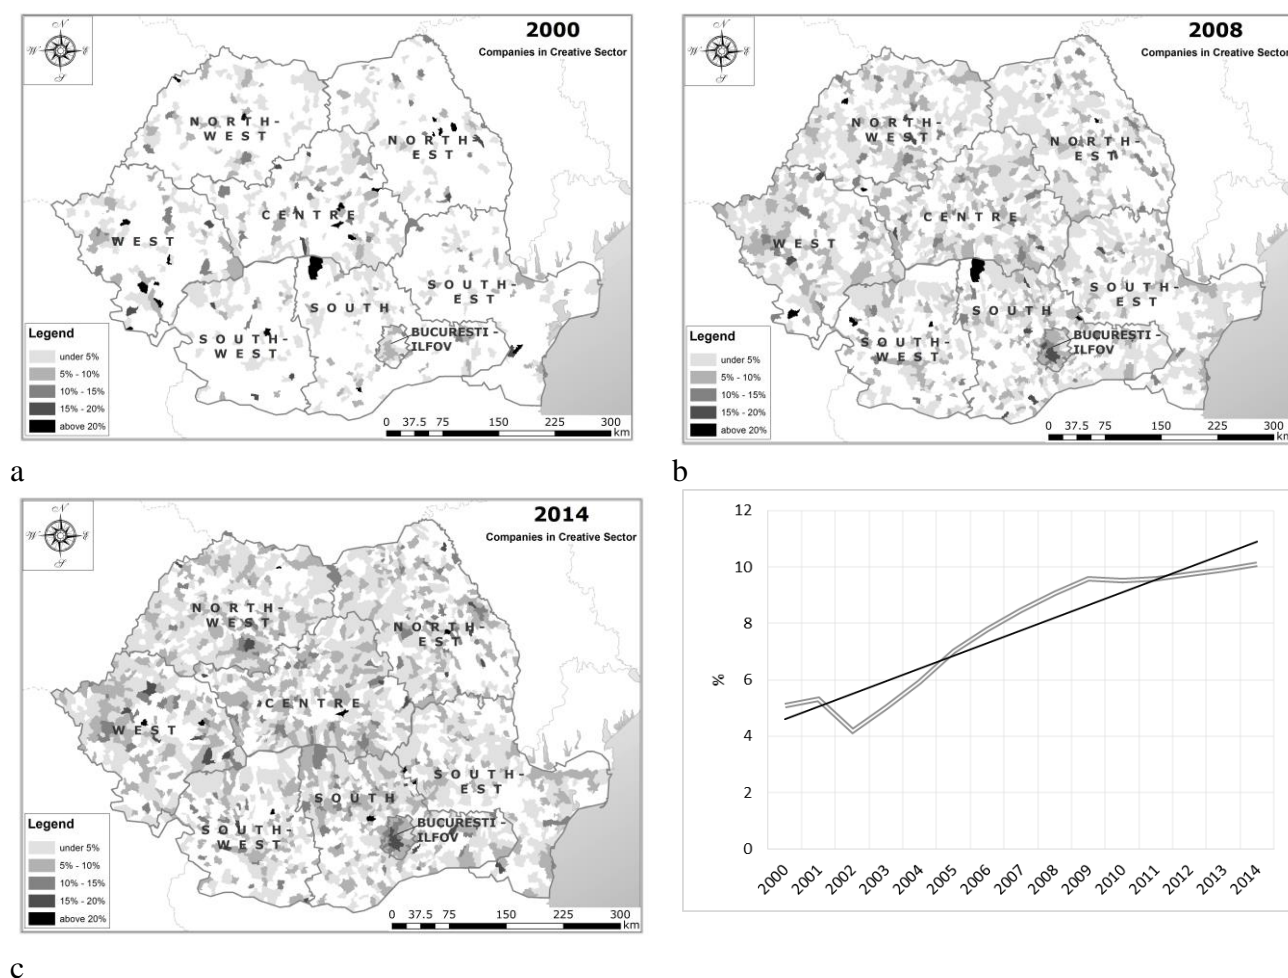 2000
Companies in Creative Sector
N
W E
S
NORTH-
WEST
NORTH-
EST
CENTRE
WEST
SOUTH-
EST
SOUTH
SOUTH-
WEST
BUCUREȘTI -
ILFOV
Legend
under 5%
5% - 10%
10% - 15%
15% - 20%
above 20%
0 37.5 75 150 225 300
km
a
2008
Companies in Creative Sector
N
W E
S
NORTH-
WEST
NORTH-
EST
CENTRE
WEST
SOUTH-
EST
SOUTH
SOUTH-
WEST
BUCUREȘTI -
ILFOV
Legend
under 5%
5% - 10%
10% - 15%
15% - 20%
above 20%
0 37.5 75 150 225 300
km
b
2014
Companies in Creative Sector
N
W E
S
NORTH-
WEST
NORTH-
EST
CENTRE
WEST
SOUTH-
EST
SOUTH
SOUTH-
WEST
BUCUREȘTI -
ILFOV
Legend
under 5%
5% - 10%
10% - 15%
15% - 20%
above 20%
0 37.5 75 150 225 300
km
c
12
10
8
6
4
2
0
%
2000 2001 2002 2003 2004 2005 2006 2007 2008 2009 2010 2011 2012 2013 2014